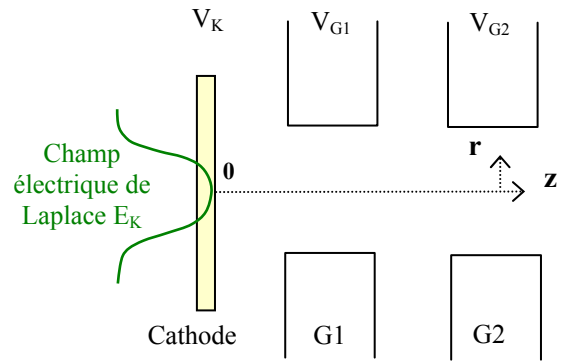 V_K
V_G1
V_G2
r
Champ
électrique de
Laplace E_K
0
z
Cathode
G1
G2